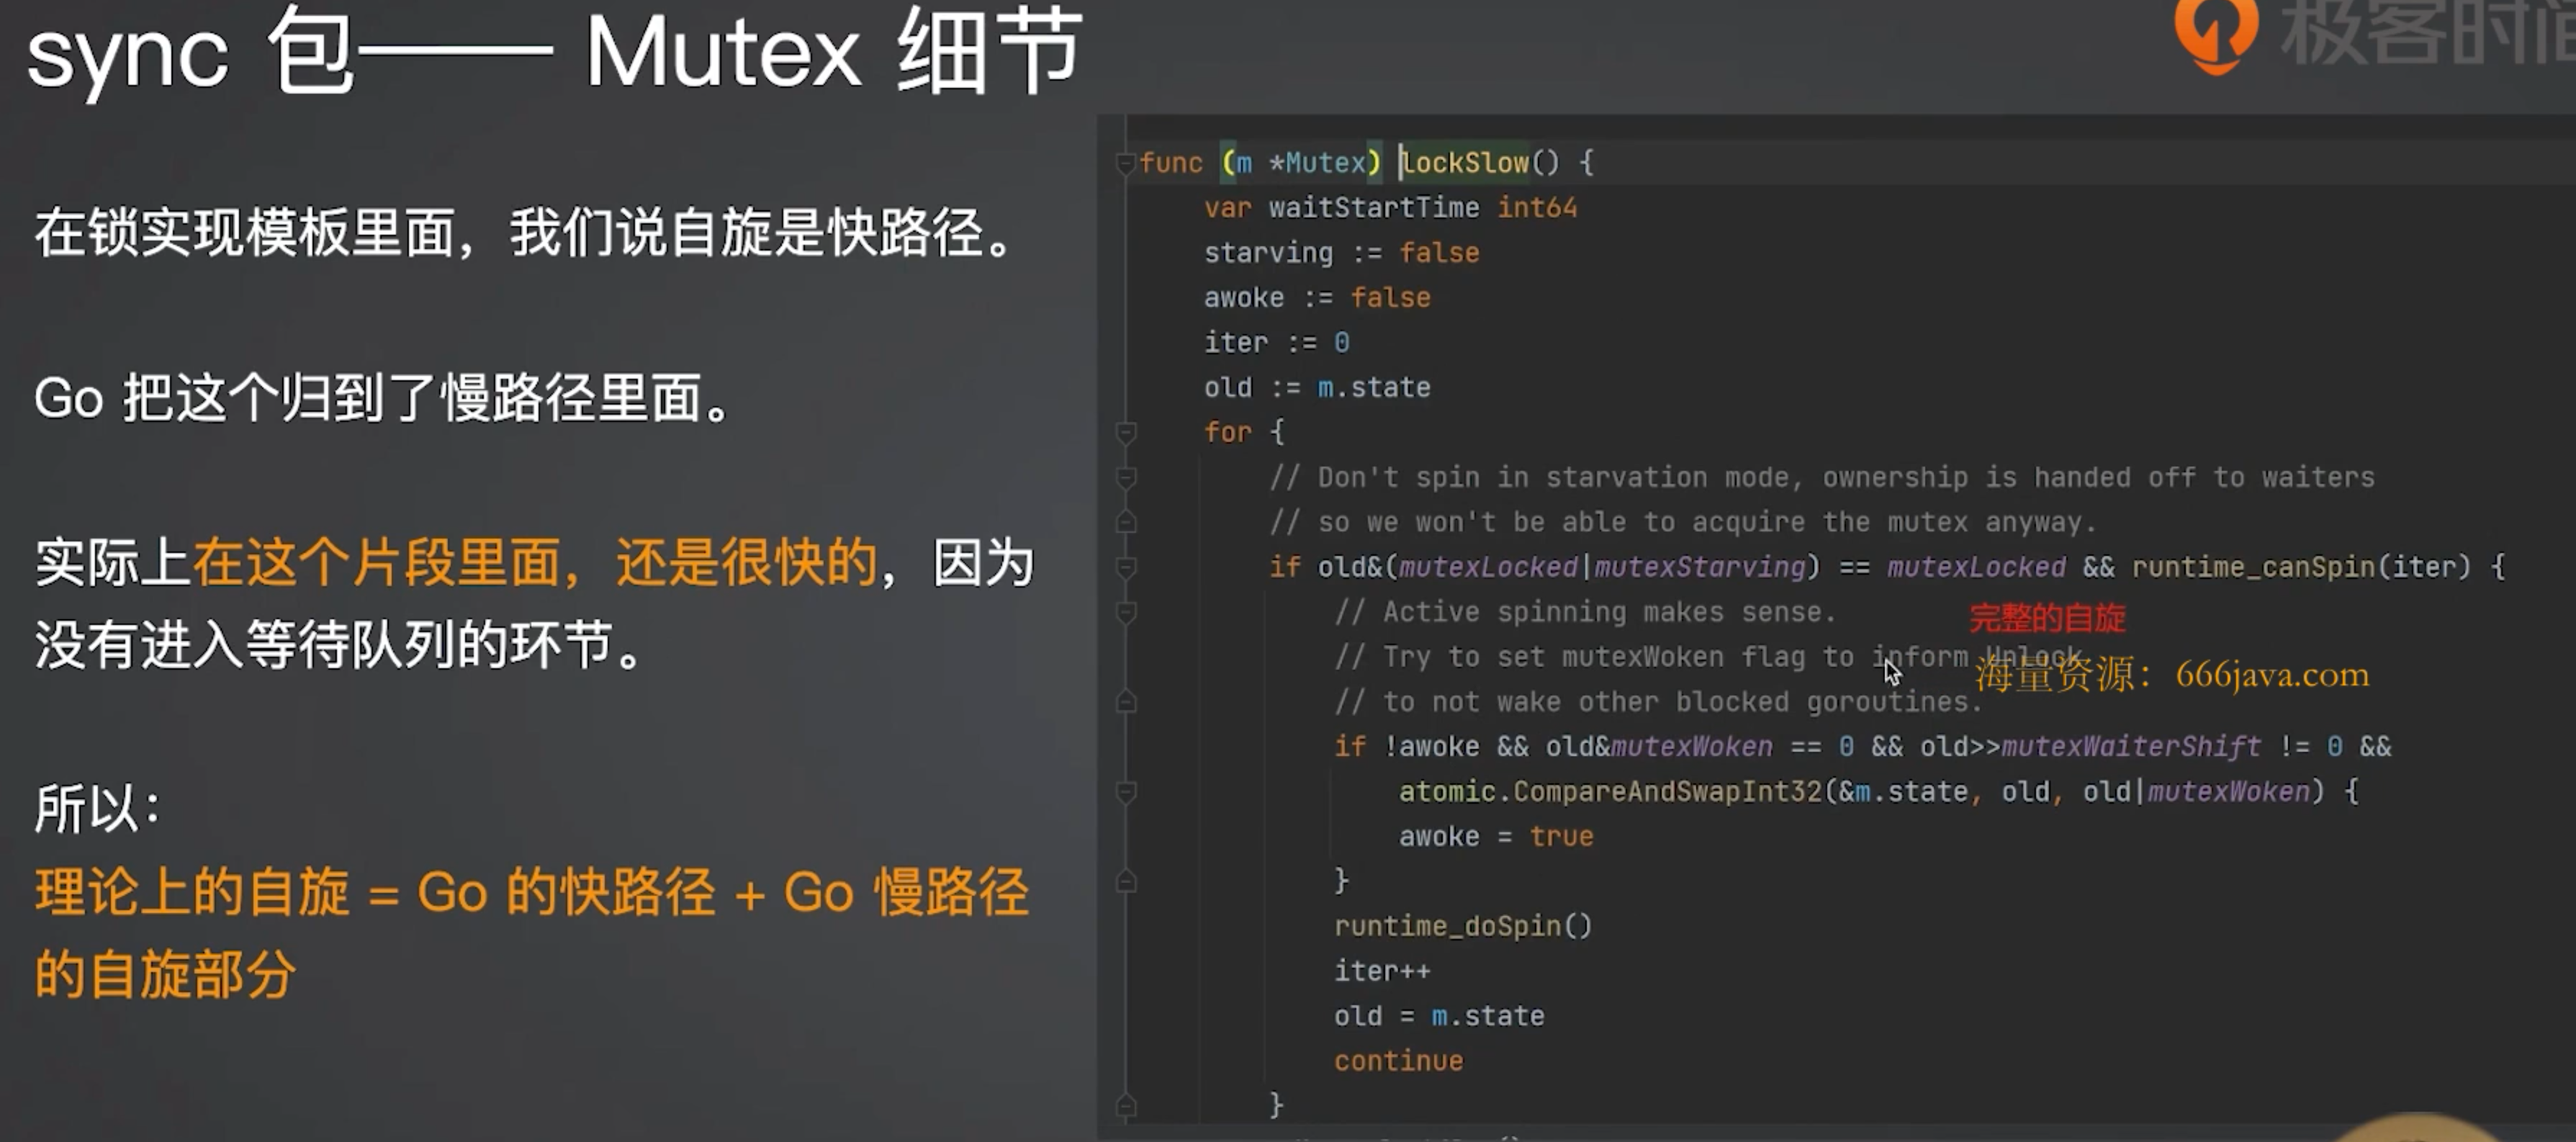 sync 包—— Mutex 细节
极客时间
在锁实现模板里面，我们说自旋是快路径。
Go 把这个归到了慢路径里面。
实际上在这个片段里面，还是很快的，因为
没有进入等待队列的环节。
所以：
理论上的自旋 = Go 的快路径 + Go 慢路径
的自旋部分
func (m *Mutex) lockSlow() {
var waitStartTime int64
starving := false
awoke := false
iter := 0
old := m.state
for {
// Don't spin in starvation mode, ownership is handed off to waiters
// so we won't be able to acquire the mutex anyway.
if old&(mutexLocked|mutexStarving) == mutexLocked && runtime_canSpin(iter) {
// Active spinning makes sense.
完整的自旋
// Try to set mutexWoken flag to inform Unlock
海量资源：666java.com
// to not wake other blocked goroutines.
if !awoke && old&mutexWoken == 0 && old>>mutexWaiterShift != 0 &&
atomic.CompareAndSwapInt32(&m.state, old, old|mutexWoken) {
awoke = true
}
runtime_doSpin()
iter++
old = m.state
continue
}